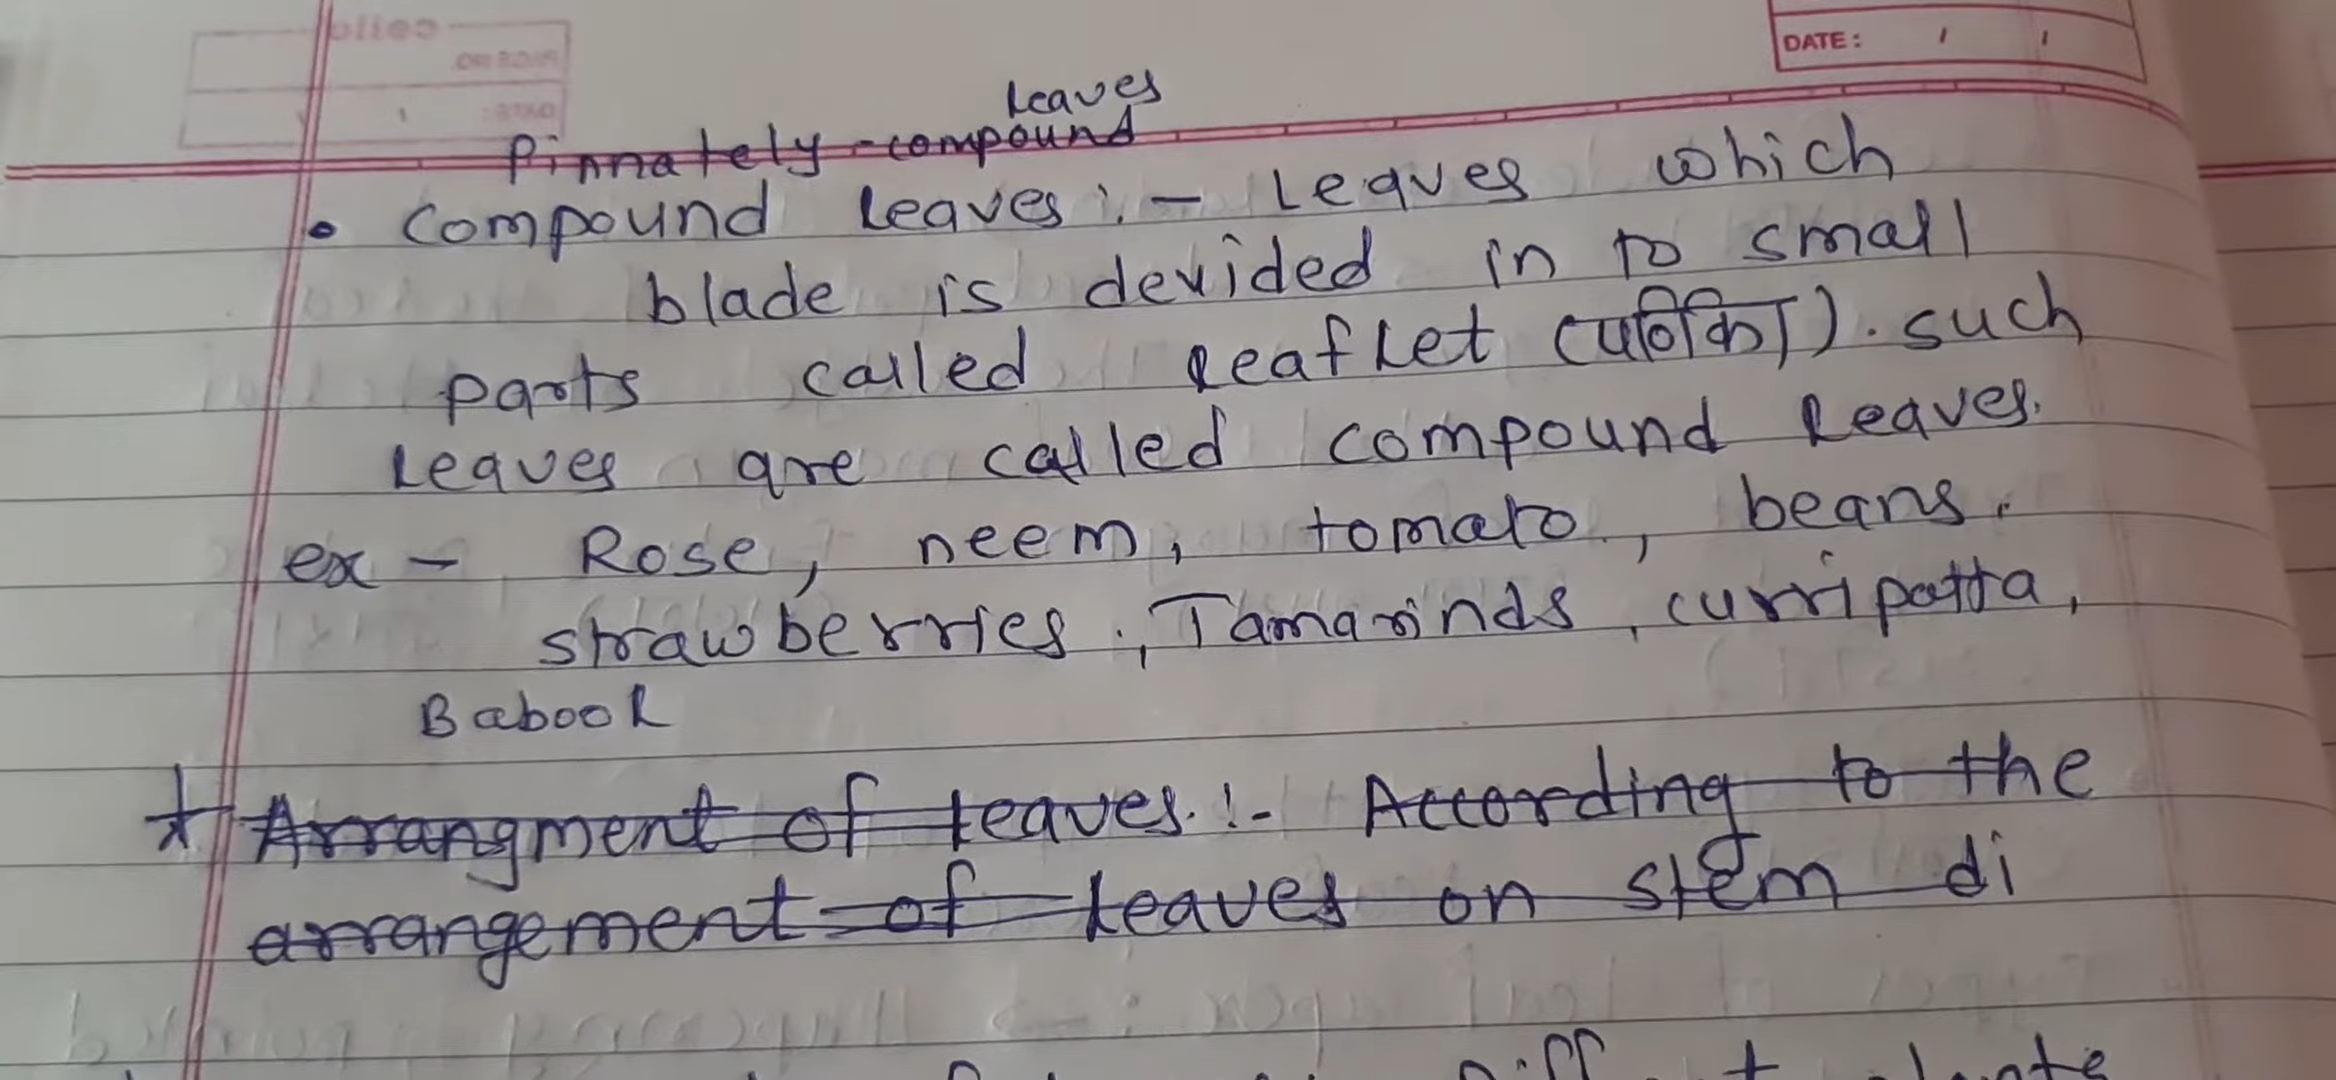 DATE: / /
Leaves
Pinnately-compound
• compound leaves :- Leaves which
blade is devided in to small
parts called leaflet (पर्णिका). such
leaves are called compound leaves.
ex - Rose, neem, tomato, beans.
strawberries, Tamarinds, curripatta,
Babool
* Arrangment of leaves. :- According to the
arrangement of leaves on stem di